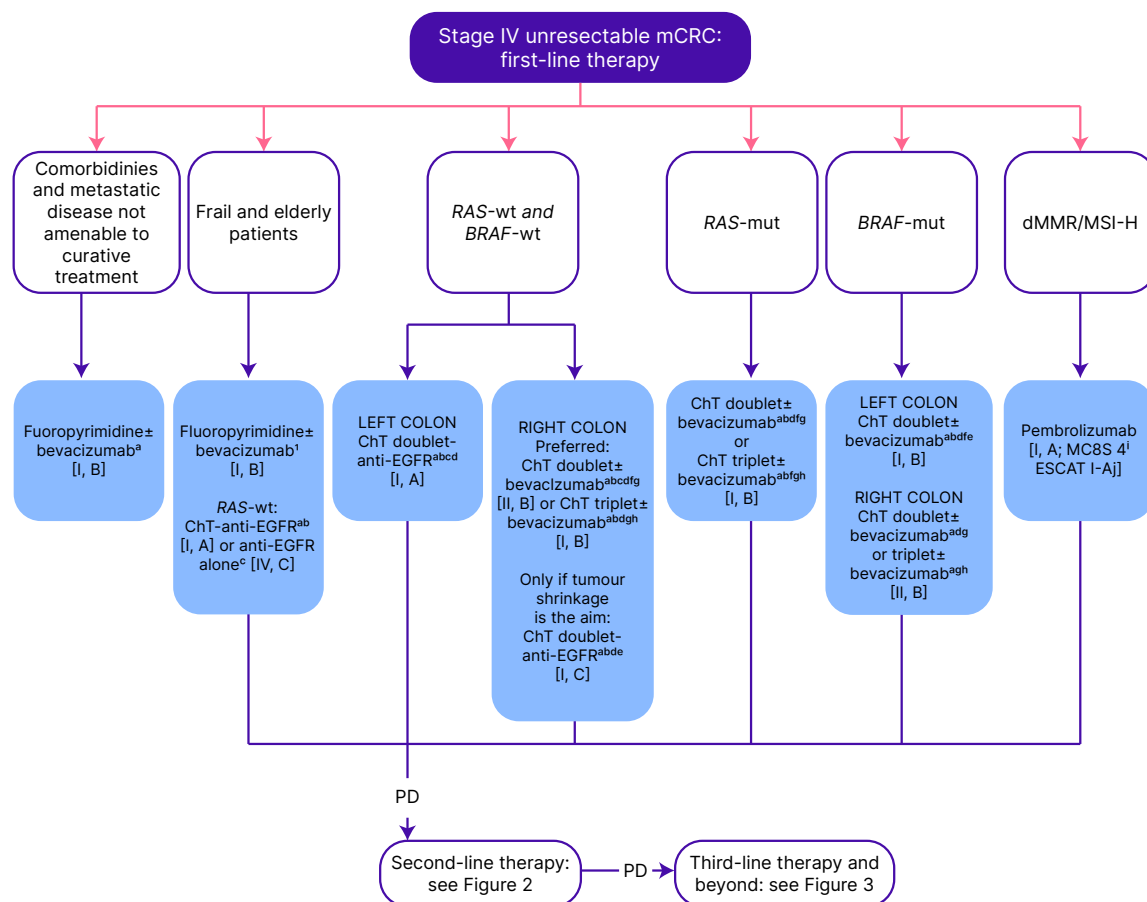 Stage IV unresectable mCRC:
first-line therapy
Comorbidinies
and metastatic
disease not
amenable to
curative
treatment
Frail and elderly
patients
RAS-wt and
BRAF-wt
RAS-mut
BRAF-mut
dMMR/MSI-H
Fuoropyrimidine±
bevacizumabᵃ
[I, B]
Fluoropyrimidine±
bevacizumab¹
[I, B]
RAS-wt:
ChT-anti-EGFRᵃᵇ
[I, A] or anti-EGFR
aloneᶜ [IV, C]
LEFT COLON
ChT doublet-
anti-EGFRᵃᵇᶜᵈ
[I, A]
RIGHT COLON
Preferred:
ChT doublet±
bevaclzumabᵃᵇᶜᵈᶠᵍ
[II, B] or ChT triplet±
bevacizumabᵃᵇᵈᵍʰ
[I, B]
Only if tumour
shrinkage
is the aim:
ChT doublet-
anti-EGFRᵃᵇᵈᵉ
[I, C]
ChT doublet±
bevacizumabᵃᵇᵈᶠᵍ
or
ChT triplet±
bevacizumabᵃᵇᶠᵍʰ
[I, B]
LEFT COLON
ChT doublet±
bevacizumabᵃᵇᵈᶠᵉ
[I, B]
RIGHT COLON
ChT doublet±
bevacizumabᵃᵈᵍ
or triplet±
bevacizumabᵃᵍʰ
[II, B]
Pembrolizumab
[I, A; MC8S 4ⁱ
ESCAT I-Aj]
PD
Second-line therapy:
see Figure 2
PD
Third-line therapy and
beyond: see Figure 3